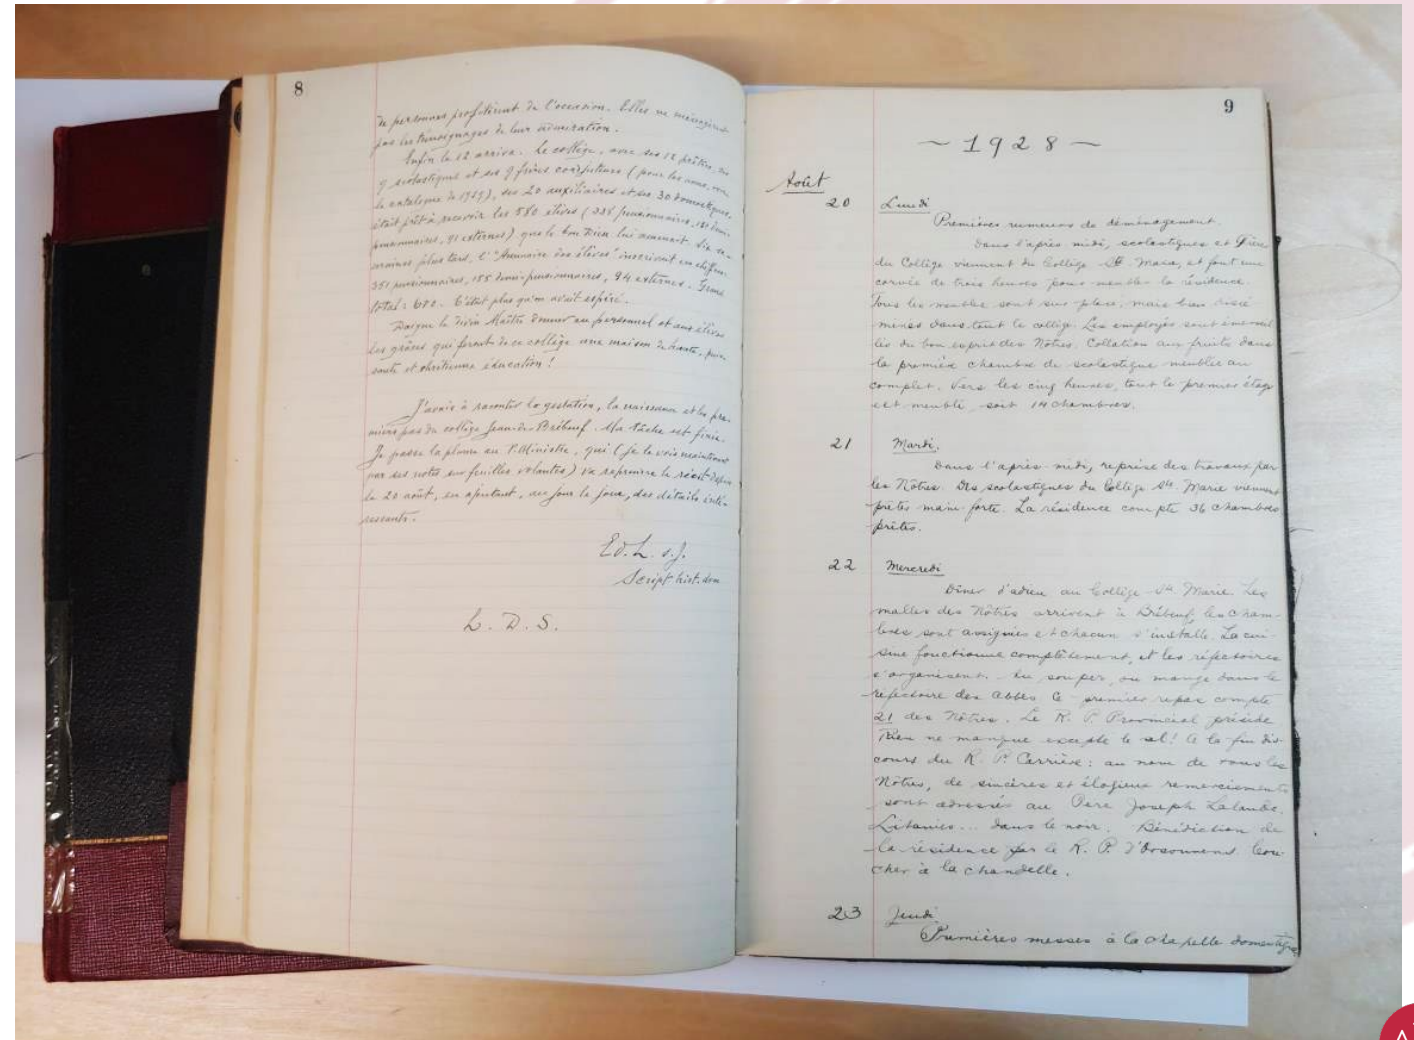 8
de personnes profitèrent de l'occasion. Elles ne ménagèrent
pas les témoignages de leur admiration.
Enfin le 12 arriva. Le collège, avec ses 12 prêtres, ses
9 scolastiques et ses 9 frères coadjuteurs (pour les noms, voir
le catalogue de 1929), ses 20 auxiliaires et ses 30 domestiques,
était prêt à recevoir les 580 élèves (335 pensionnaires, demi-
pensionnaires, 91 externes) que le bon Dieu lui amenait. Six se-
maines plus tard, l'"Annuaire des élèves" inscrivait en
351 pensionnaires, 155 demi-pensionnaires, 94 externes. Grand
total: C'était plus qu'on avait espéré.
Daigne le divin Maître donner au personnel et aux élèves
les grâces qui feront de ce collège une maison de haute,
et chrétienne éducation!
J'avais à raconter la gestation, la naissance et les pre-
miers pas du collège Jean-de-Brébeuf. Ma tâche est finie.
Je passe la plume au P. Ministre, qui (je le vois maintenant
par ses notes sur feuilles volantes) va reprendre le récit depuis
le 20 août, en ajoutant, au jour le jour, des détails inté-
ressants.
Ed. L. s.j.
Script. hist. dom
L. D. S.
9
~ 1928 ~
Août
20 Lundi
Premières rumeurs de déménagement.
Dans l'après-midi, scolastiques et Frères
du Collège viennent du Collège Ste Marie, et font une
corvée de trois heures pour meubler la résidence.
Tous les meubles sont sur place, mais bien dissé
minés dans tout le collège. Les employés sont émerveil
lés du bon esprit des Nôtres. Collation aux fruits dans
la première chambre de scolastique meublée au
complet. Vers les cinq heures, tout le premier étage
est meublé, soit 14 chambres.
21 Mardi.
Dans l'après-midi, reprise des travaux par
les Nôtres. Des scolastiques du Collège Ste Marie viennent
prêter main-forte. La résidence compte 36 chambres
prêtes.
22 Mercredi
Dîner d'adieu au Collège Ste Marie. Les
malles des Nôtres arrivent à Brébeuf, les cham-
bres sont assignées et chacun s'installe. La cui-
sine fonctionne complètement, et les réfectoires
s'organisent. Au souper, on mange dans le
réfectoire des abbés. Ce premier repas compte
21 des Nôtres. Le R. P. Provincial préside
Rien ne manque excepté le sel! A la fin dis-
cours du R. P. Carrière: au nom de tous les
Nôtres, de sincères et élogieux remerciements
sont adressés au Père Joseph Lalande.
Litanies... dans le noir. Bénédiction de
la résidence par le R. P. d'Orsonnens. Cou-
cher à la chandelle.
23 Jeudi
Premières messes à la chapelle domestique